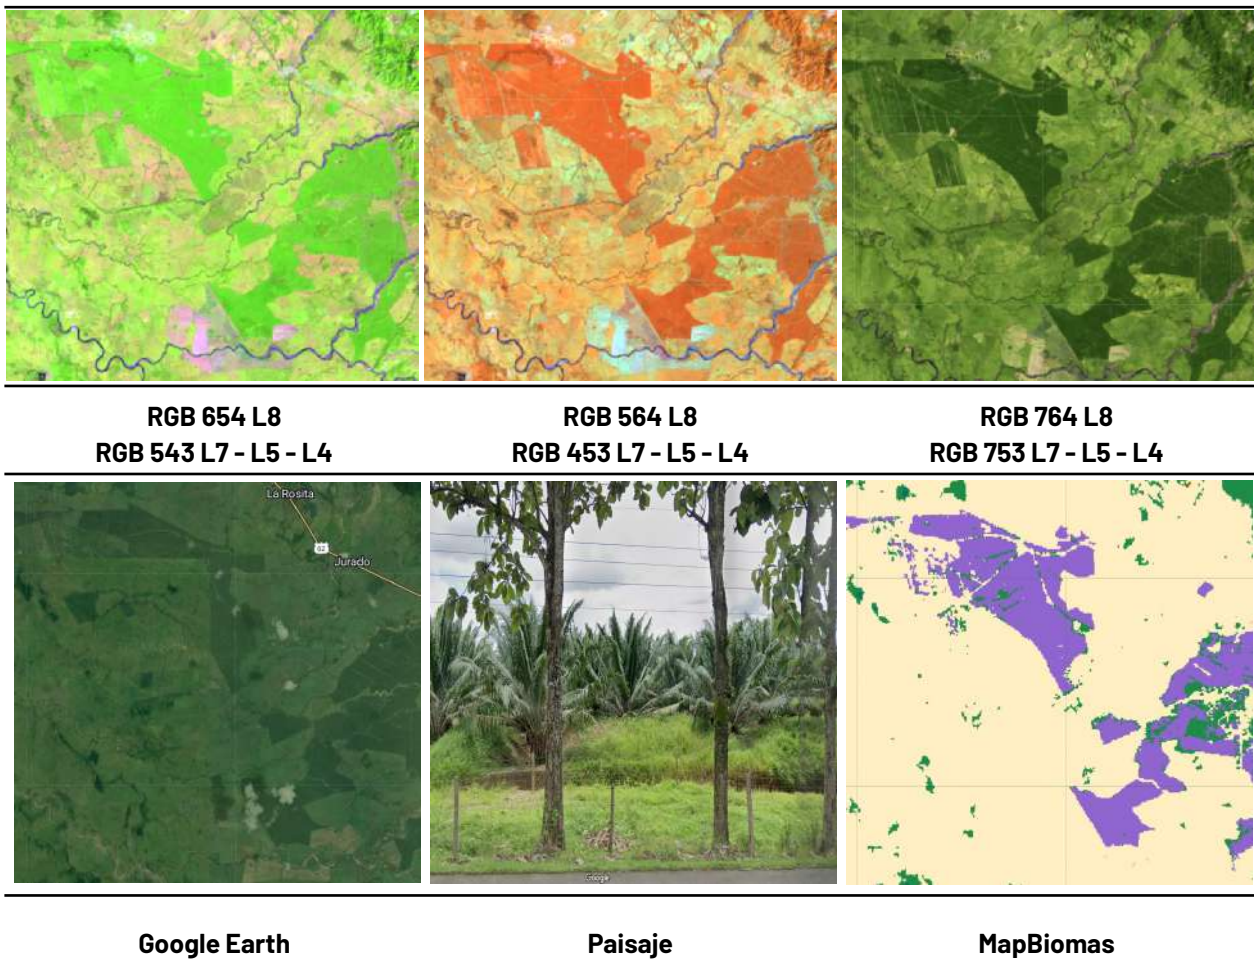 RGB 654 L8
RGB 543 L7 - L5 - L4
RGB 564 L8
RGB 453 L7 - L5 - L4
RGB 764 L8
RGB 753 L7 - L5 - L4
La Rosita
62
Jurado
Google
Google Earth
Paisaje
MapBiomas